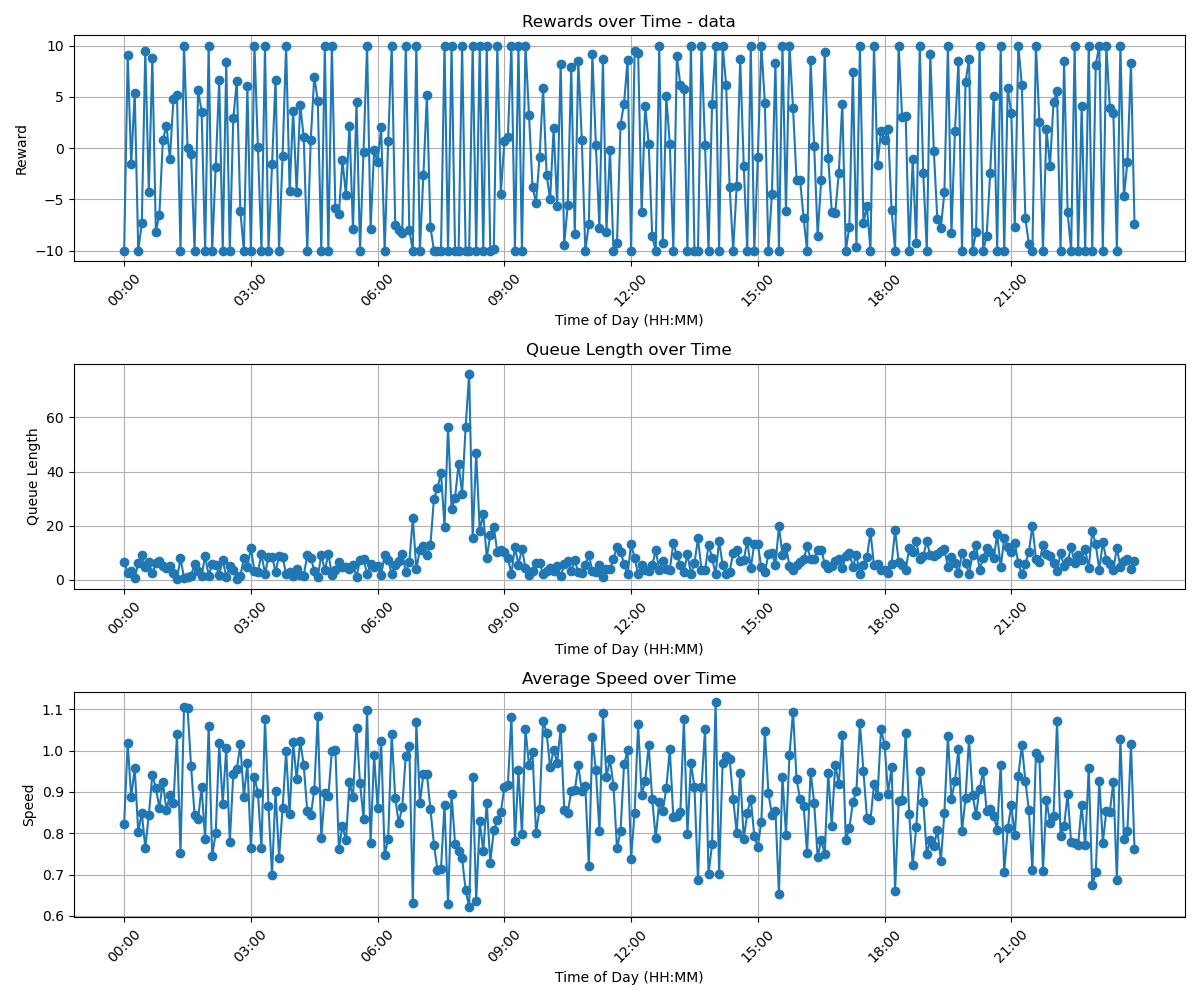 Rewards over Time - data
10
5
0
−5
−10
Reward
00:00 03:00 06:00 09:00 12:00 15:00 18:00 21:00
Time of Day (HH:MM)
Queue Length over Time
60
40
20
0
Queue Length
00:00 03:00 06:00 09:00 12:00 15:00 18:00 21:00
Time of Day (HH:MM)
Average Speed over Time
1.1
1.0
0.9
0.8
0.7
0.6
Speed
00:00 03:00 06:00 09:00 12:00 15:00 18:00 21:00
Time of Day (HH:MM)